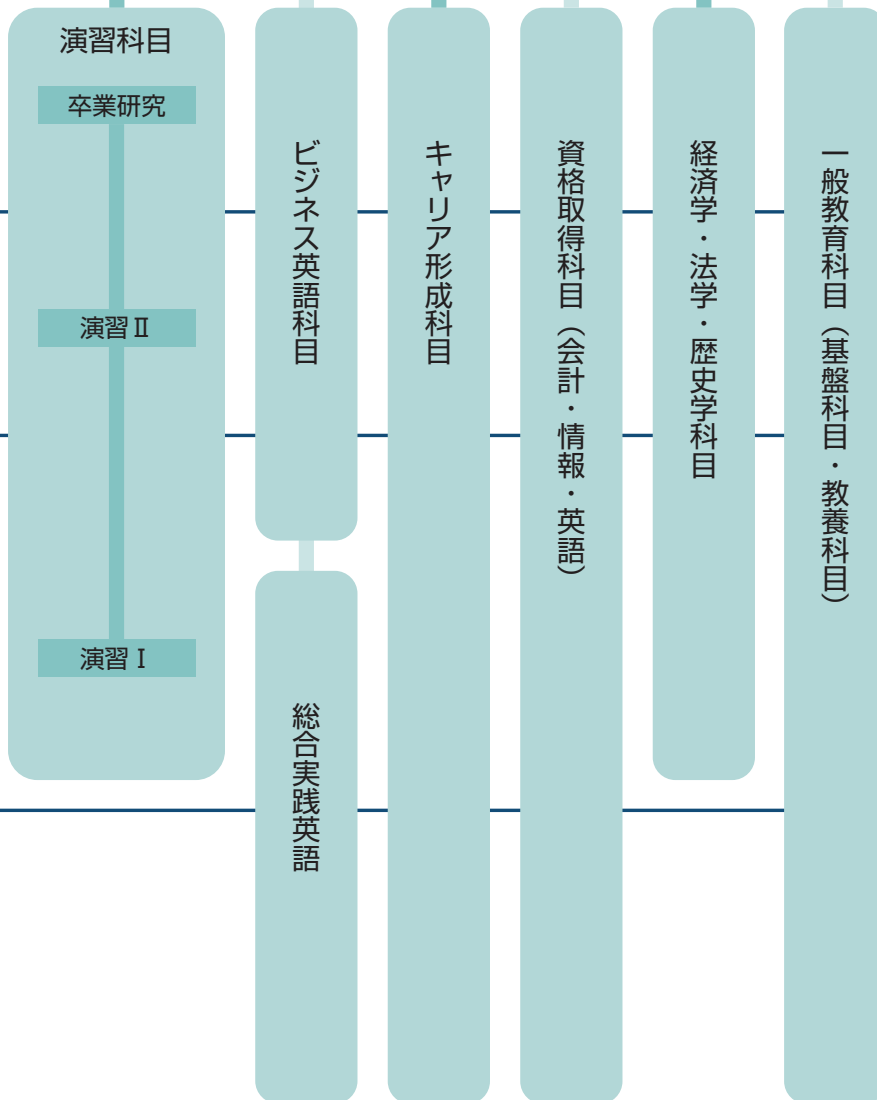 演習科目
卒業研究
演習Ⅱ
演習Ⅰ
ビジネス英語科目
総合実践英語
キャリア形成科目
資格取得科目（会計・情報・英語）
経済学・法学・歴史学科目
一般教育科目（基盤科目・教養科目）